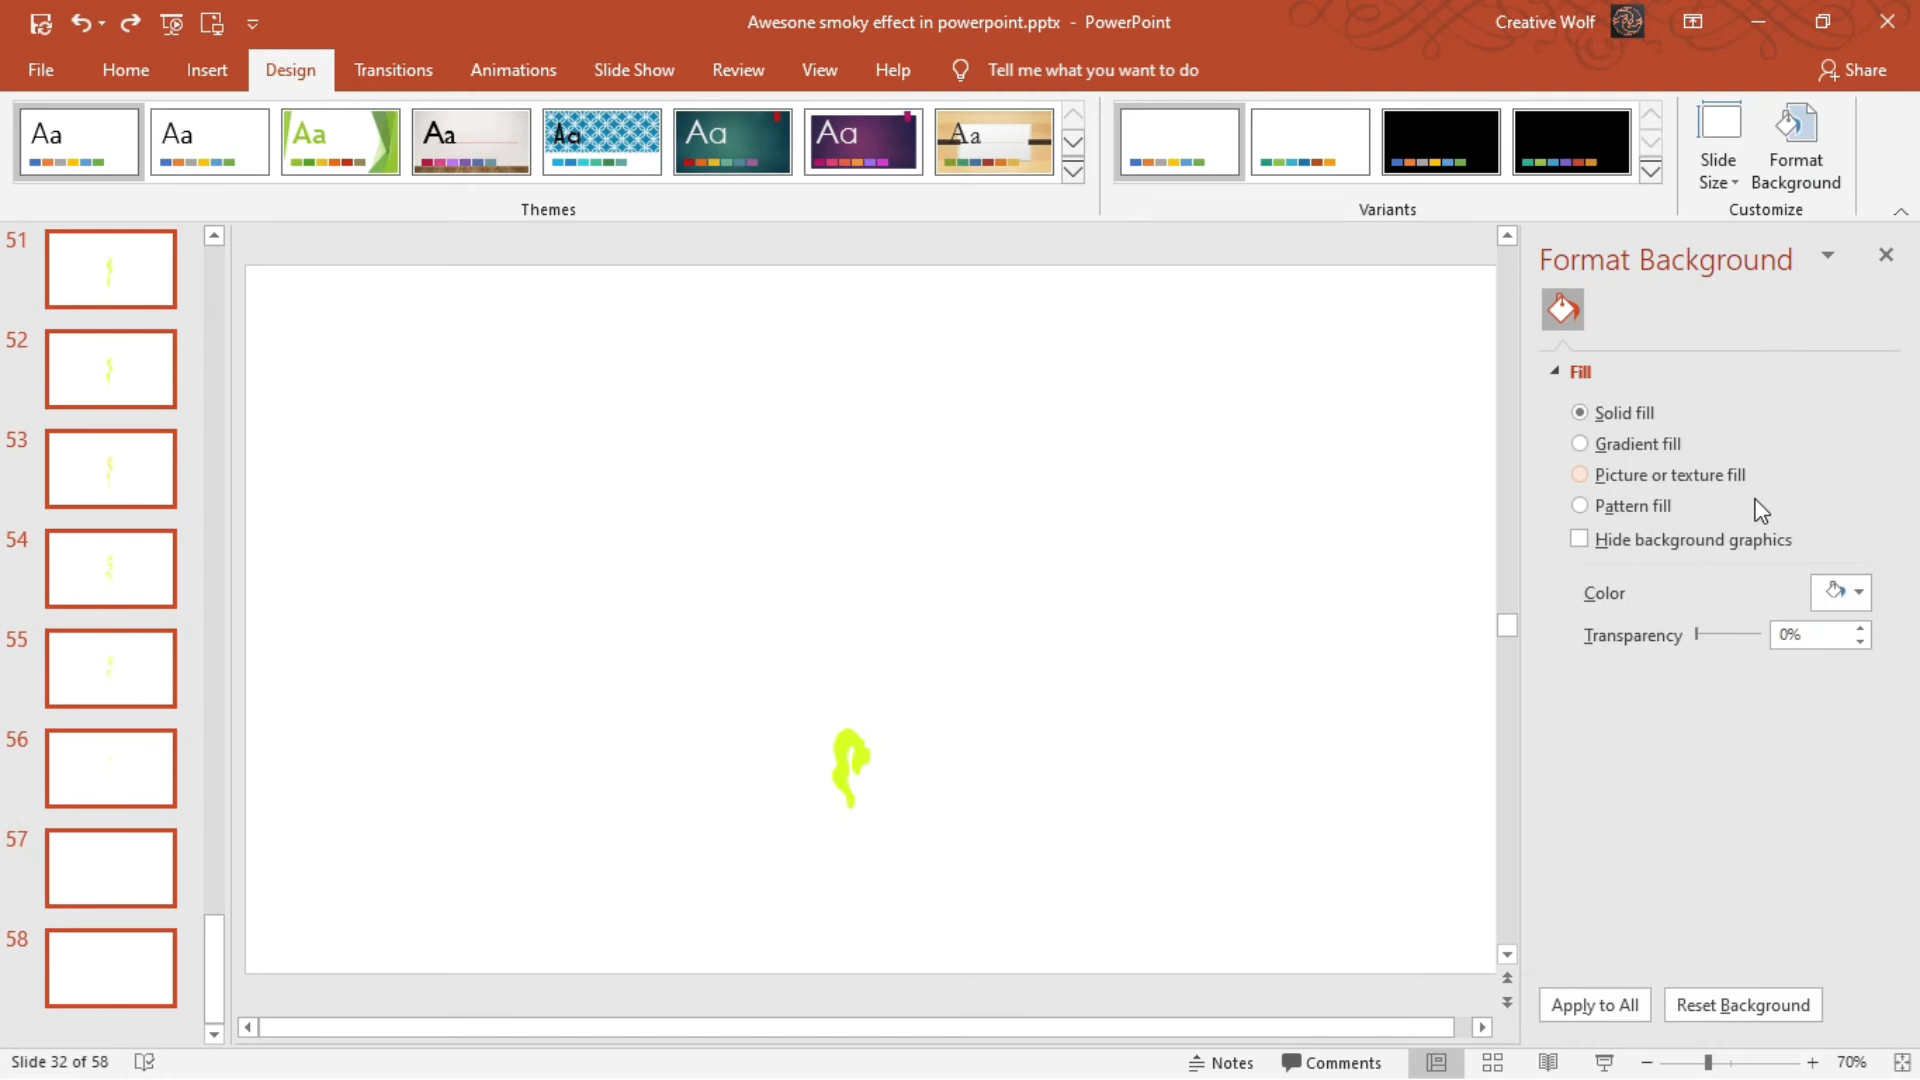 Awesone smoky effect in powerpoint.pptx - PowerPoint
Creative Wolf
File Home Insert Design Transitions Animations Slide Show Review View Help Tell me what you want to do Share
Aa Aa Aa Aa Aa Aa Aa Aa
Slide Size
Format Background
Themes
Variants
Customize
51
52
53
54
55
56
57
58
Format Background
Fill
Solid fill
Gradient fill
Picture or texture fill
Pattern fill
Hide background graphics
Color
Transparency 0%
Apply to All Reset Background
Slide 32 of 58
Notes Comments 70%